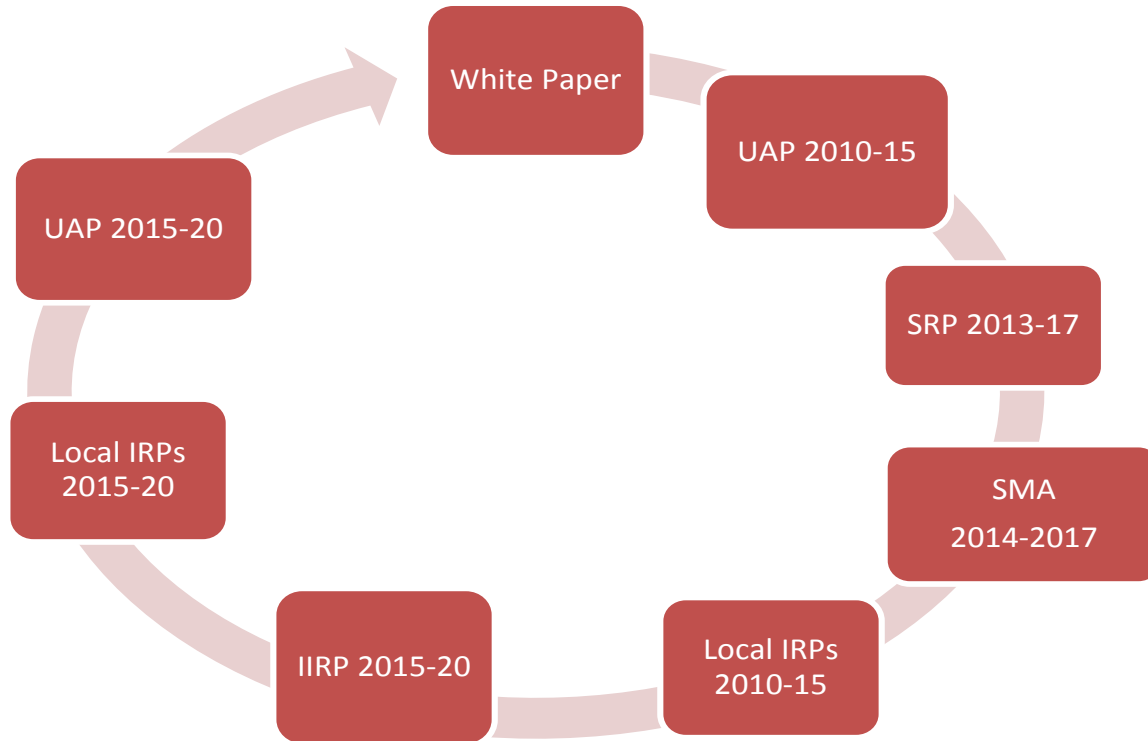 White Paper
UAP 2010-15
SRP 2013-17
SMA
2014-2017
Local IRPs
2010-15
IIRP 2015-20
Local IRPs
2015-20
UAP 2015-20